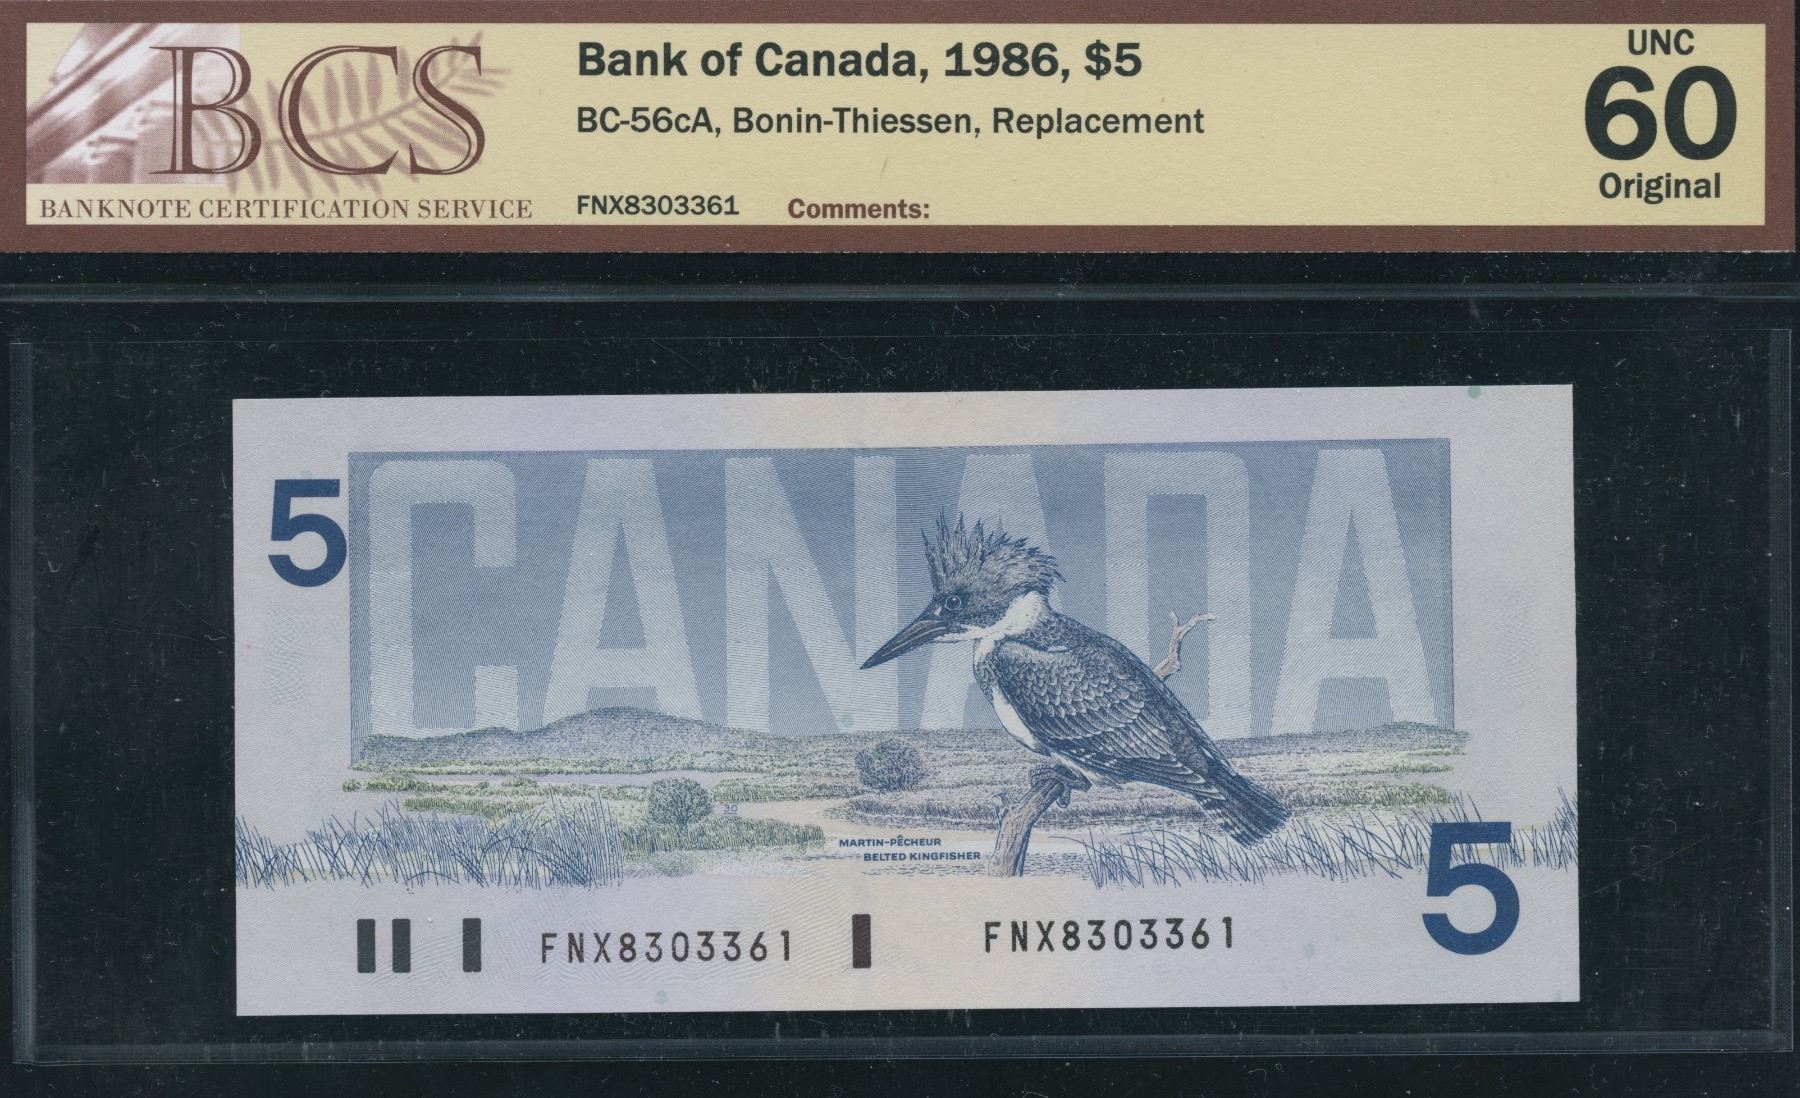 BCS
BANKNOTE CERTIFICATION SERVICE
Bank of Canada, 1986, $5
BC-56cA, Bonin-Thiessen, Replacement
FNX8303361 Comments:
UNC
60
Original
5
CANADA
30
MARTIN-PÊCHEUR
BELTED KINGFISHER
5
FNX8303361
FNX8303361